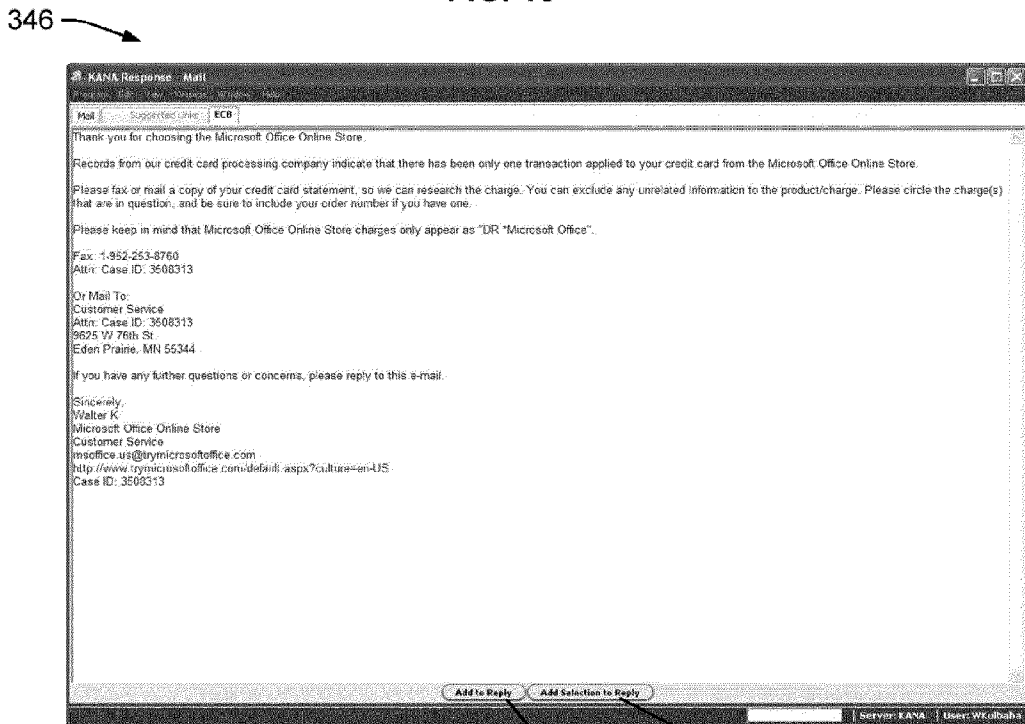 346
KANA Response Mail
Mail Suggested Links ECB
Thank you for choosing the Microsoft Office Online Store.
Records from our credit card processing company indicate that there has been only one transaction applied to your credit card from the Microsoft Office Online Store.
Please fax or mail a copy of your credit card statement, so we can research the charge. You can exclude any unrelated information to the product/charge. Please circle the charge(s)
that are in question, and be sure to include your order number if you have one.
Please keep in mind that Microsoft Office Online Store charges only appear as "DR *Microsoft Office".
Fax: 1-952-253-8760
Attn: Case ID: 3508313
Or Mail To:
Customer Service
Attn: Case ID: 3508313
9625 W 76th St.
Eden Prairie, MN 55344
If you have any further questions or concerns, please reply to this e-mail.
Sincerely,
Walter K
Microsoft Office Online Store
Customer Service
msoffice.us@trymicrosoftoffice.com
http://www.trymicrosoftoffice.com/default.aspx?culture=en-US
Case ID: 3508313
Add to Reply Add Selection to Reply
Server: KANA User: WKolbaba